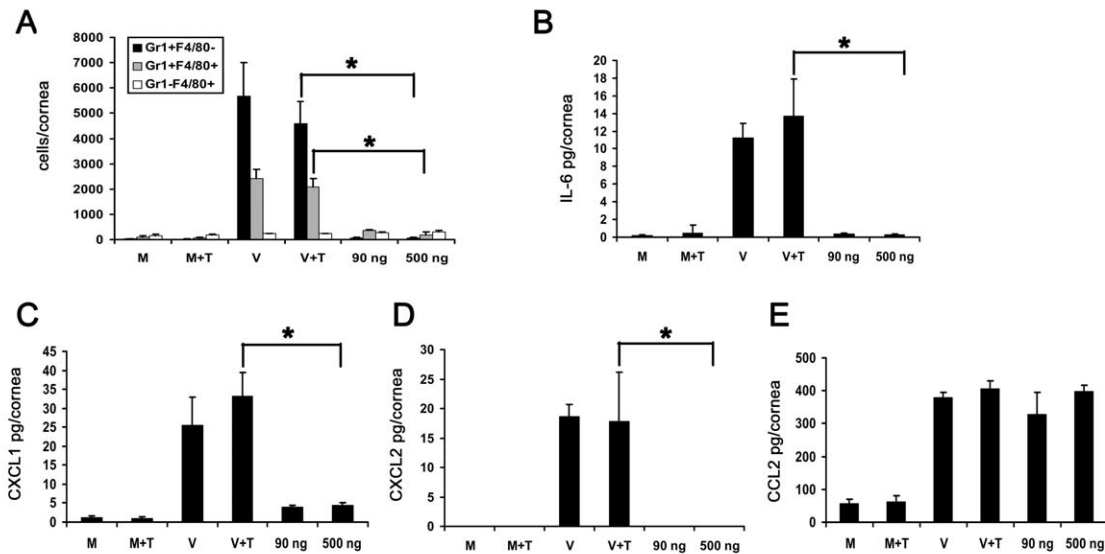 A
8000
7000
6000
5000
4000
3000
2000
1000
0
cells/cornea
Gr1+F4/80-
Gr1+F4/80+
Gr1-F4/80+
*
*
M M+T V V+T 90 ng 500 ng
B
20
18
16
14
12
10
8
6
4
2
0
IL-6 pg/cornea
*
M M+T V V+T 90 ng 500 ng
C
45
40
35
30
25
20
15
10
5
0
CXCL1 pg/cornea
*
M M+T V V+T 90 ng 500 ng
D
30
25
20
15
10
5
0
CXCL2 pg/cornea
*
M M+T V V+T 90 ng 500 ng
E
500
400
300
200
100
0
CCL2 pg/cornea
M M+T V V+T 90 ng 500 ng